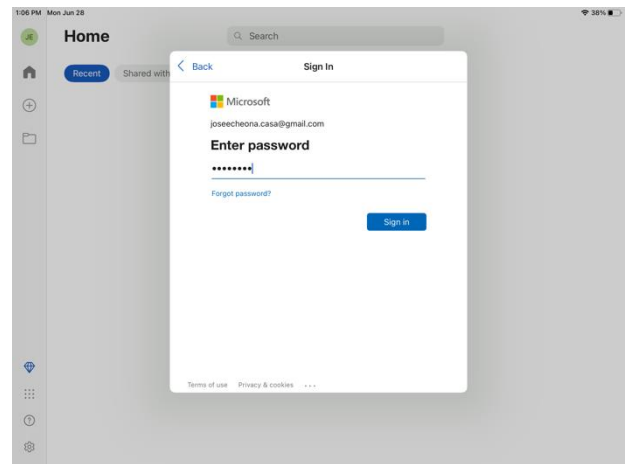 1:06 PM Mon Jun 28
38%
JE
Home
Search
Recent
Shared with
Back
Sign In
Microsoft
joseecheona.casa@gmail.com
Enter password
••••••••
Forgot password?
Sign in
Terms of use Privacy & cookies ...